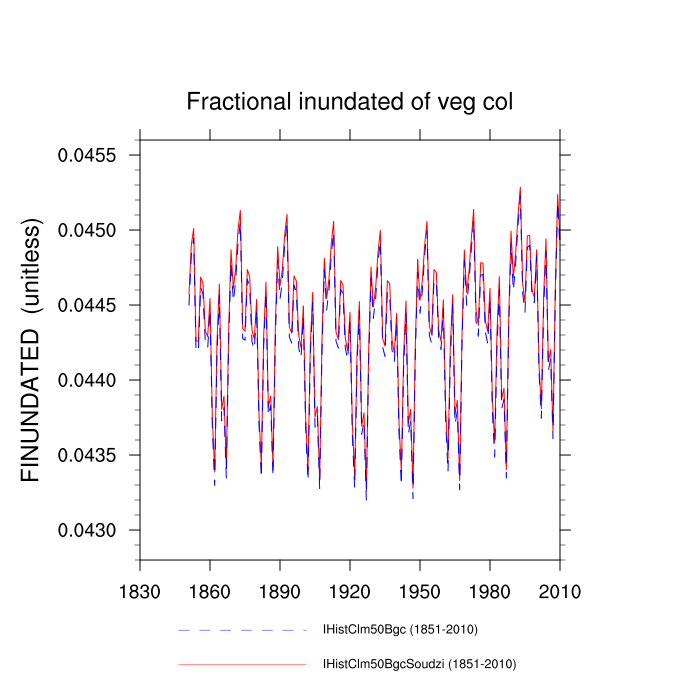 Fractional inundated of veg col
FINUNDATED (unitless)
0.0455
0.0450
0.0445
0.0440
0.0435
0.0430
1830 1860 1890 1920 1950 1980 2010
IHistClm50Bgc (1851-2010)
IHistClm50BgcSoudzi (1851-2010)